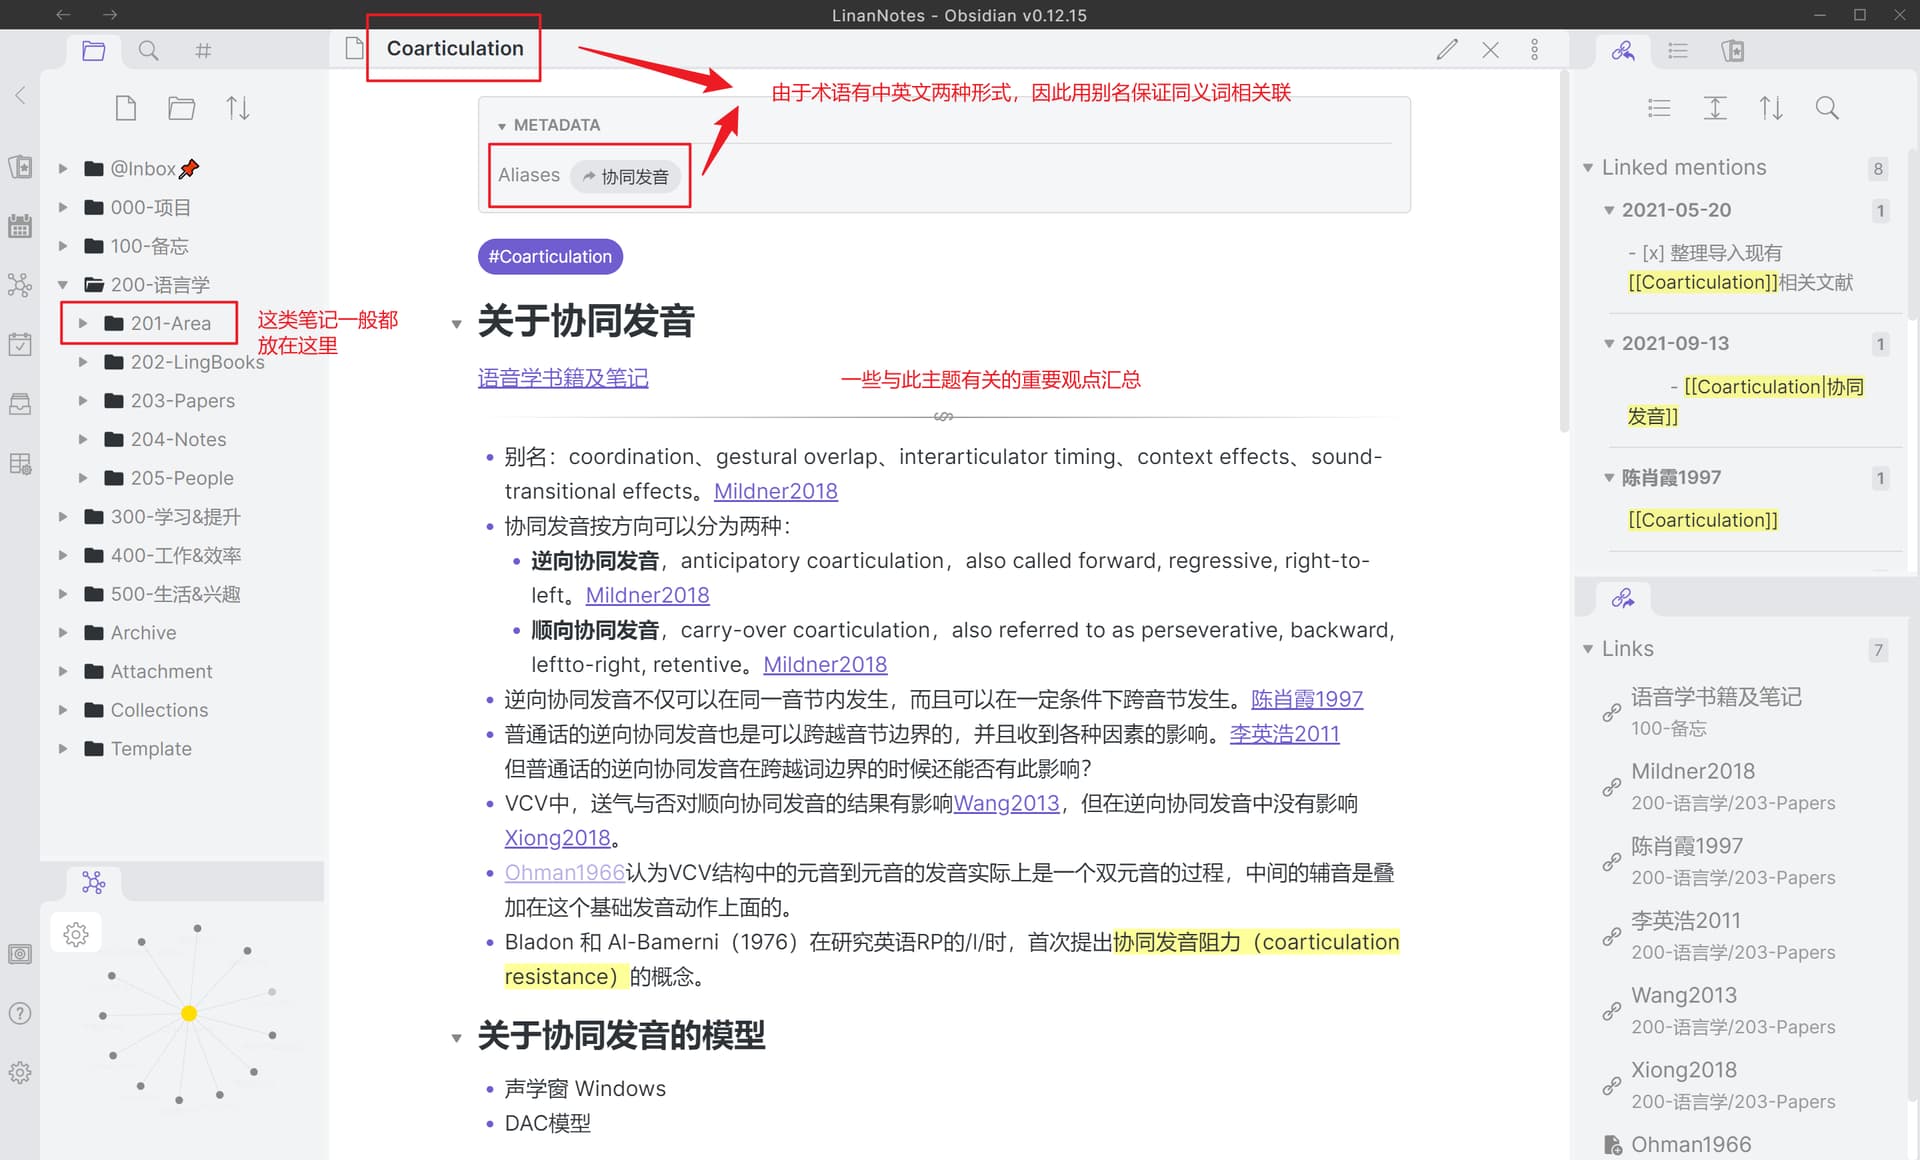 LinanNotes - Obsidian v0.12.15
Coarticulation
由于术语有中英文两种形式，因此用别名保证同义词相关联
METADATA
Aliases 协同发音
#Coarticulation
关于协同发音
语音学书籍及笔记
一些与此主题有关的重要观点汇总
别名：coordination、gestural overlap、interarticulator timing、context effects、sound-
transitional effects。Mildner2018
协同发音按方向可以分为两种：
逆向协同发音，anticipatory coarticulation，also called forward, regressive, right-to-
left。Mildner2018
顺向协同发音，carry-over coarticulation，also referred to as perseverative, backward,
leftto-right, retentive。Mildner2018
逆向协同发音不仅可以在同一音节内发生，而且可以在一定条件下跨音节发生。陈肖霞1997
普通话的逆向协同发音也是可以跨越音节边界的，并且收到各种因素的影响。李英浩2011
但普通话的逆向协同发音在跨越词边界的时候还能否有此影响？
VCV中，送气与否对顺向协同发音的结果有影响Wang2013，但在逆向协同发音中没有影响
Xiong2018。
Ohman1966认为VCV结构中的元音到元音的发音实际上是一个双元音的过程，中间的辅音是叠
加在这个基础发音动作上面的。
Bladon 和 Al-Bamerni（1976）在研究英语RP的/l/时，首次提出协同发音阻力（coarticulation
resistance）的概念。
关于协同发音的模型
声学窗 Windows
DAC模型
@Inbox
000-项目
100-备忘
200-语言学
201-Area
这类笔记一般都
放在这里
202-LingBooks
203-Papers
204-Notes
205-People
300-学习&提升
400-工作&效率
500-生活&兴趣
Archive
Attachment
Collections
Template
Linked mentions 8
2021-05-20 1
- [x] 整理导入现有
[[Coarticulation]]相关文献
2021-09-13 1
- [[Coarticulation|协同
发音]]
陈肖霞1997 1
[[Coarticulation]]
Links 7
语音学书籍及笔记
100-备忘
Mildner2018
200-语言学/203-Papers
陈肖霞1997
200-语言学/203-Papers
李英浩2011
200-语言学/203-Papers
Wang2013
200-语言学/203-Papers
Xiong2018
200-语言学/203-Papers
Ohman1966